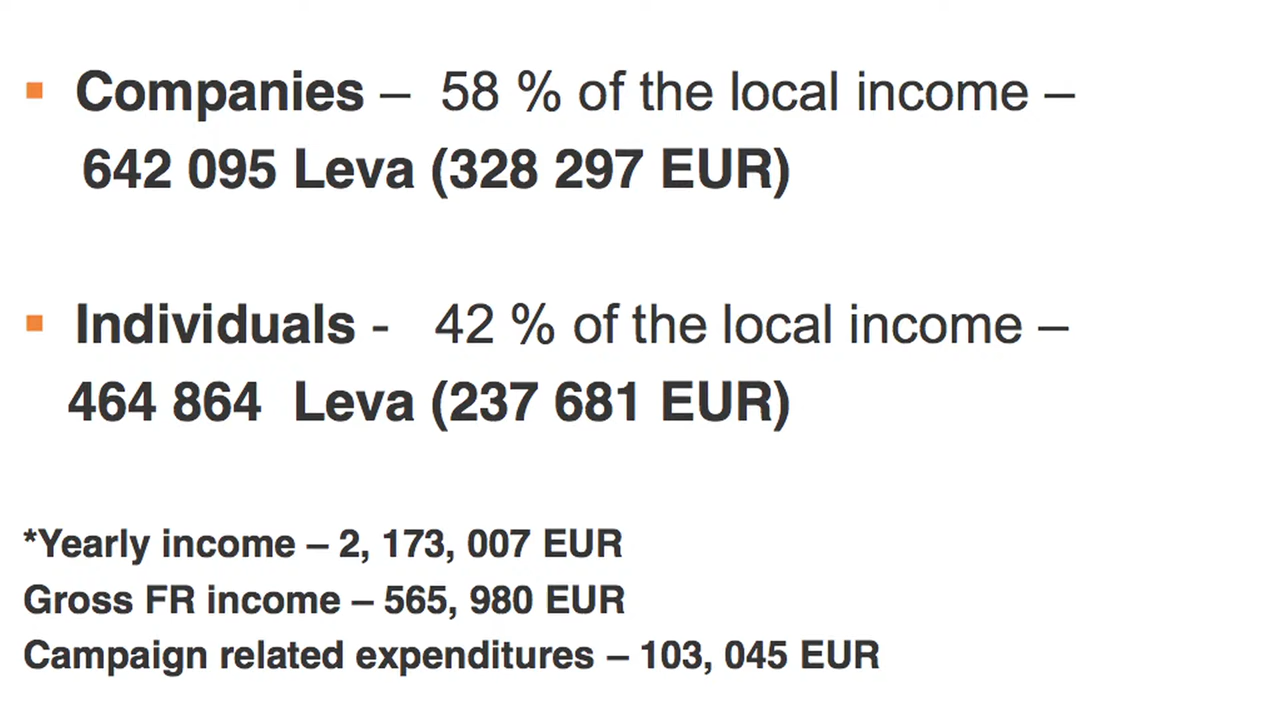 ▪ Companies – 58 % of the local income –
642 095 Leva (328 297 EUR)
▪ Individuals - 42 % of the local income –
464 864 Leva (237 681 EUR)
*Yearly income – 2, 173, 007 EUR
Gross FR income – 565, 980 EUR
Campaign related expenditures – 103, 045 EUR